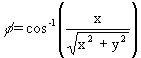 ϕ=cos⁻¹(x/√(x² + y²))